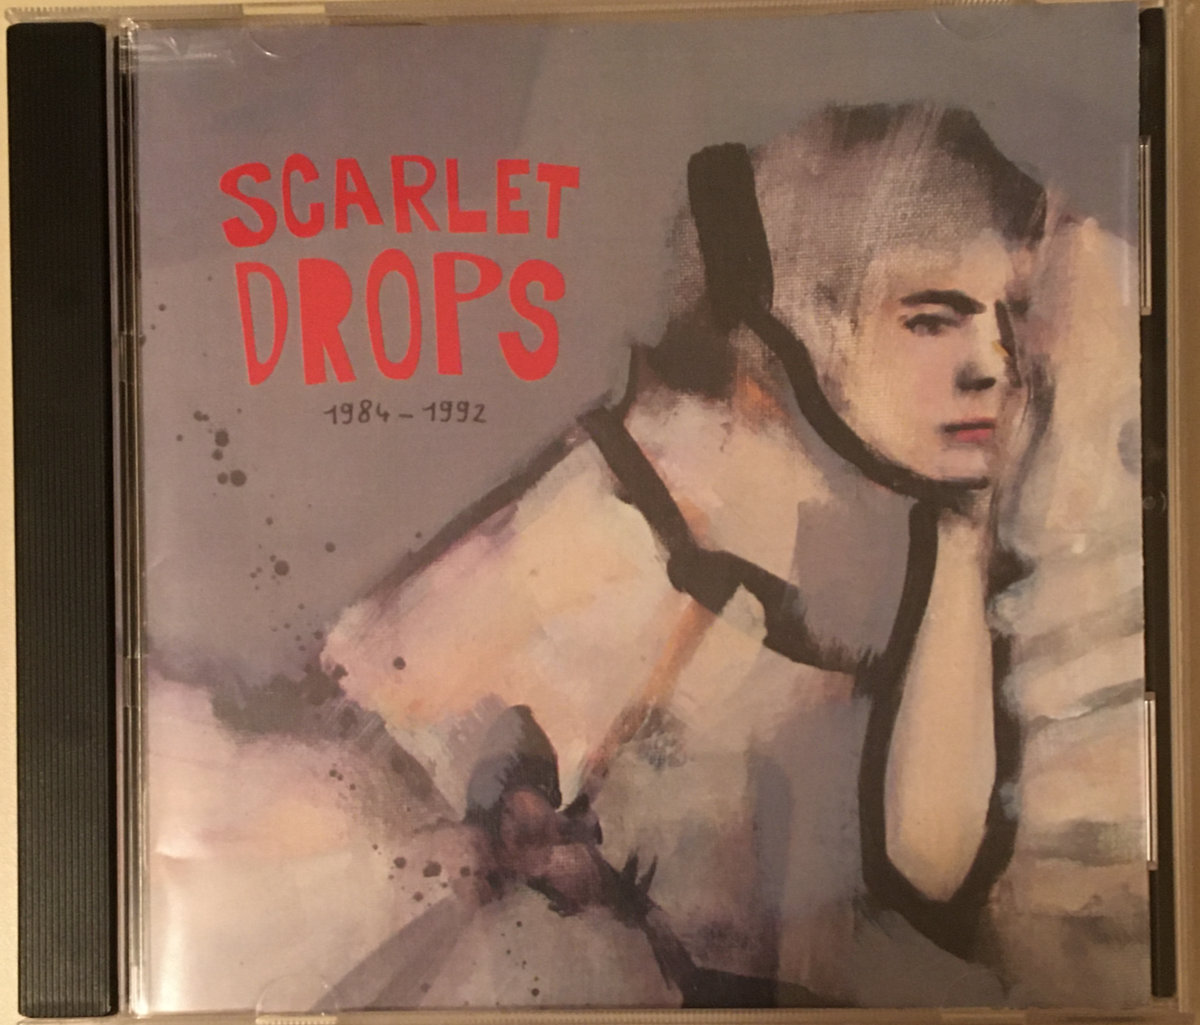 SCARLET
DROPS
1984 - 1992